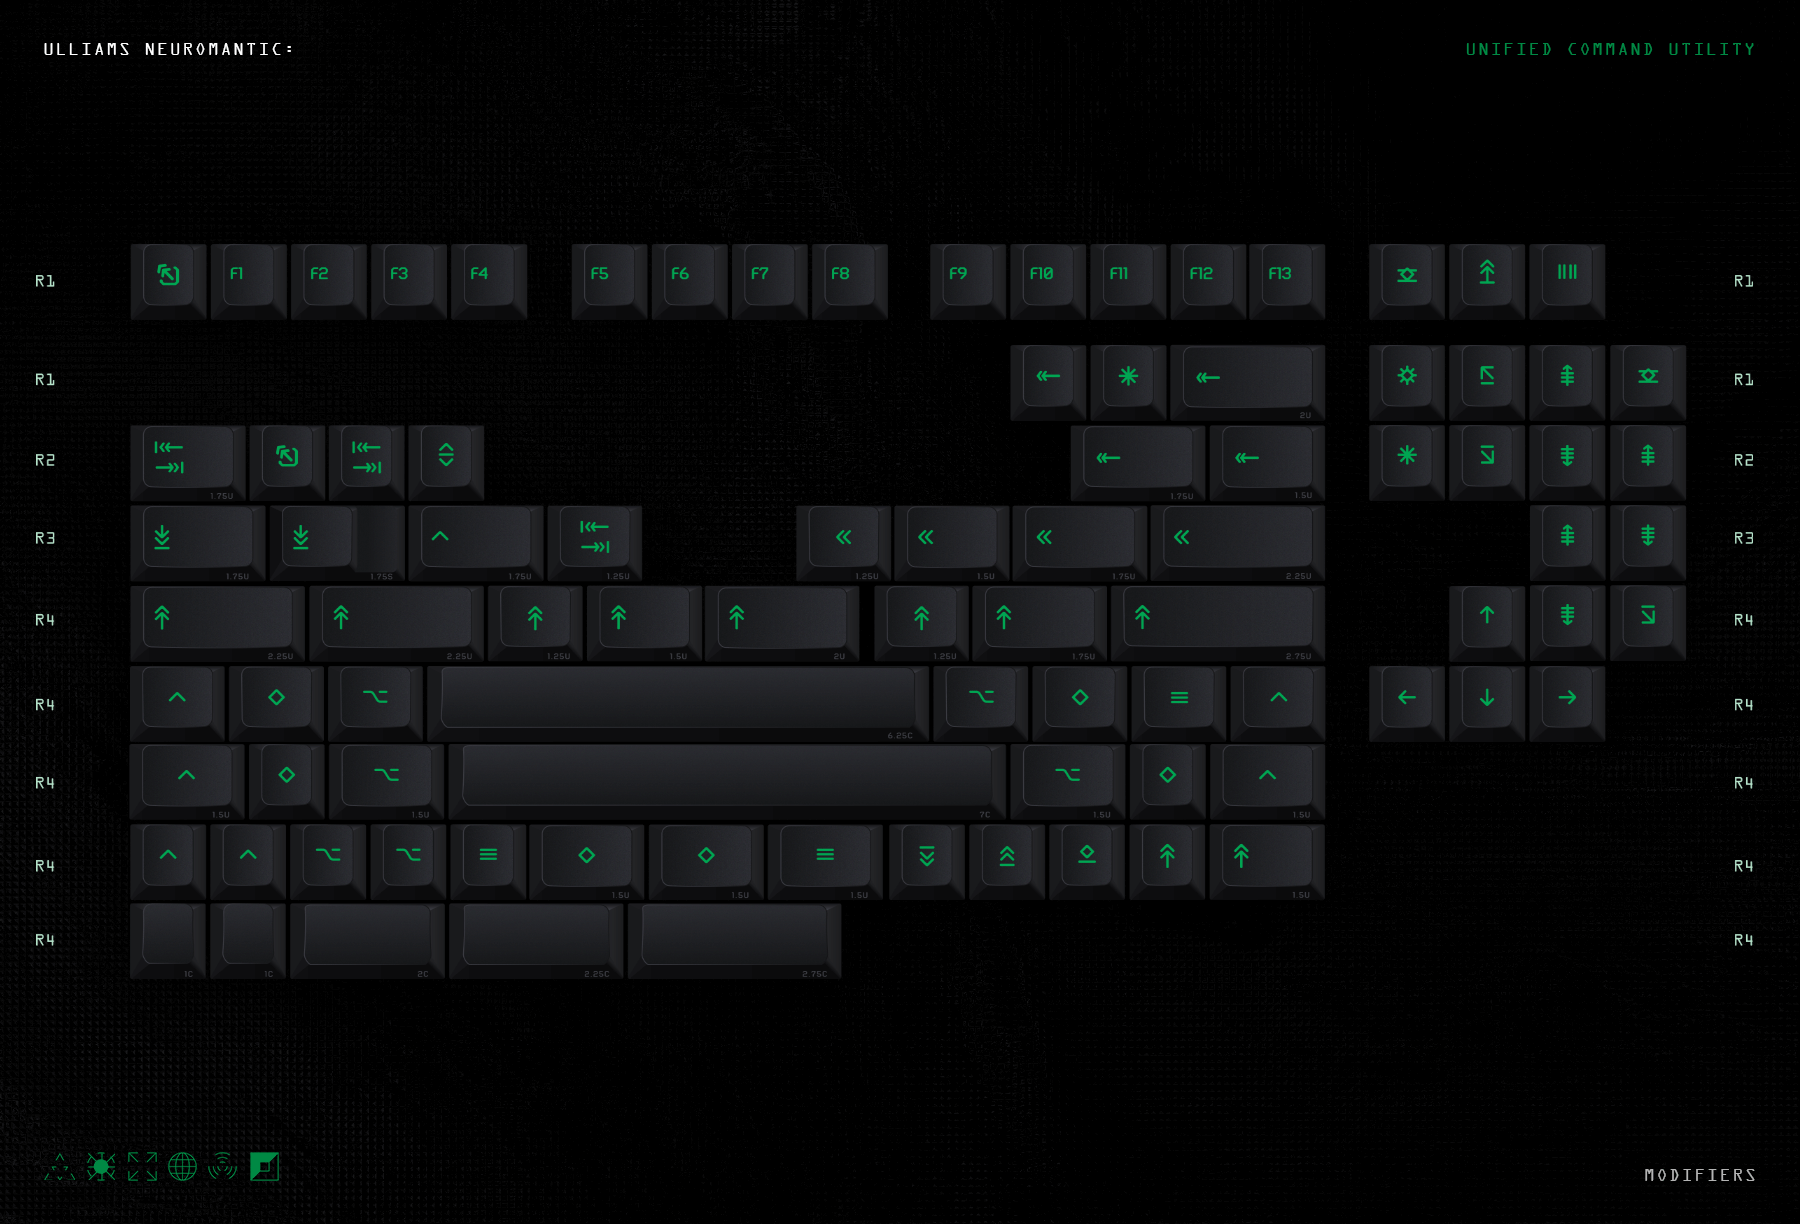 ULLIAMS NEUROMANTIC:
UNIFIED COMMAND UTILITY
R1 F1 F2 F3 F4 F5 F6 F7 F8 F9 F10 F11 F12 F13 R1
R1 2U R1
R2 1.75U 1.75U 1.5U R2
R3 1.75U 1.75S 1.75U 1.25U 1.25U 1.5U 1.75U 2.25U R3
R4 2.25U 2.25U 1.25U 1.5U 2U 1.25U 1.75U 2.75U R4
R4 6.25C R4
R4 1.5U 1.5U 7C 1.5U 1.5U R4
R4 1.5U 1.5U 1.5U 1.5U R4
R4 1C 1C 2C 2.25C 2.75C R4
MODIFIERS